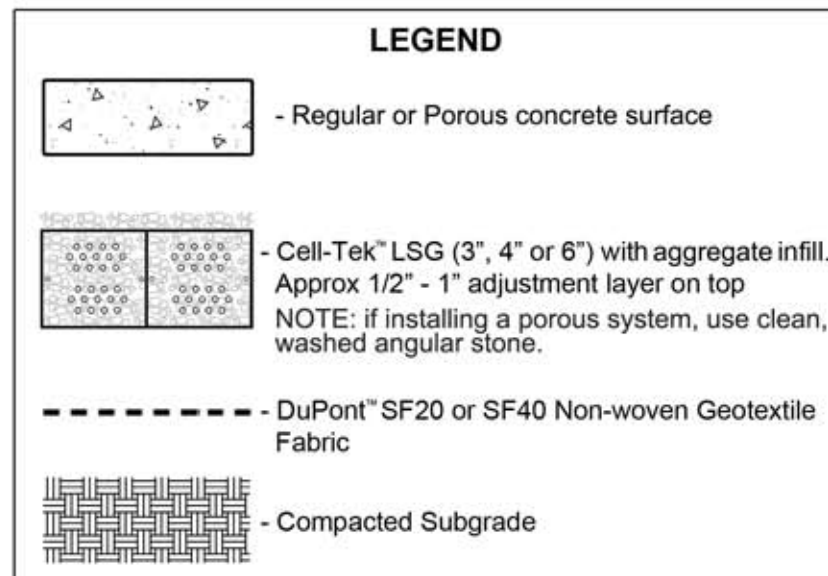 LEGEND
- Regular or Porous concrete surface
- Cell-Tek™ LSG (3”, 4” or 6”) with aggregate infill.
Approx 1/2” - 1” adjustment layer on top
NOTE: if installing a porous system, use clean,
washed angular stone.
- DuPont™ SF20 or SF40 Non-woven Geotextile
Fabric
- Compacted Subgrade